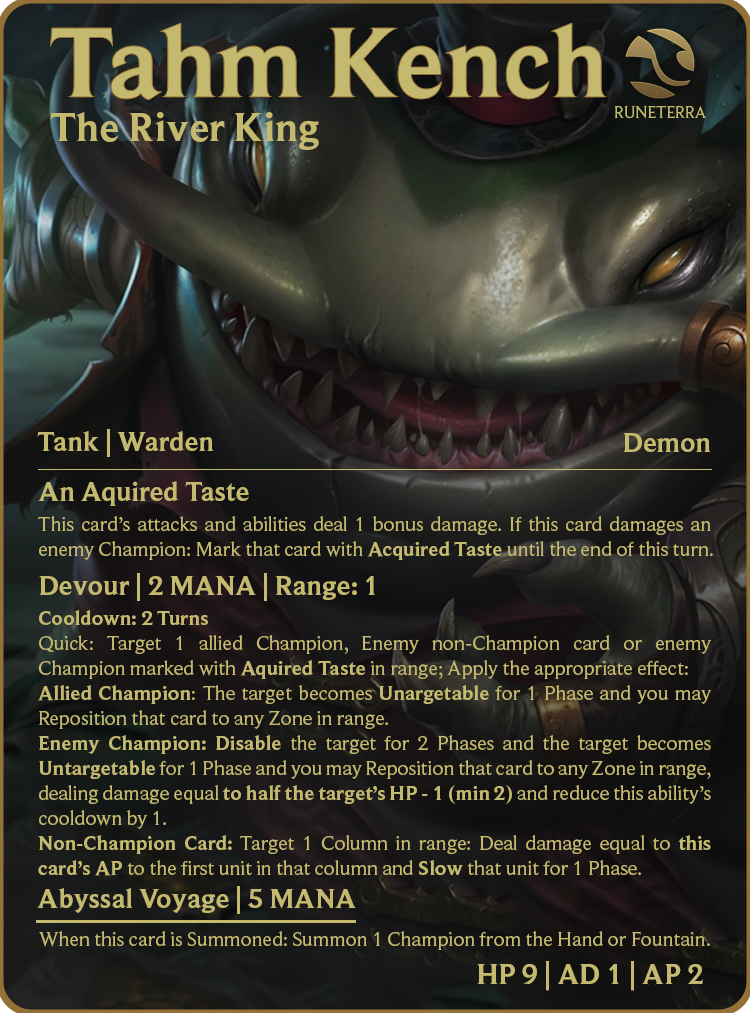 Tahm Kench
RUNETERRA
The River King
Tank | Warden
Demon
An Aquired Taste
This card's attacks and abilities deal 1 bonus damage. If this card damages an
enemy Champion: Mark that card with Acquired Taste until the end of this turn.
Devour | 2 MANA | Range: 1
Cooldown: 2 Turns
Quick: Target 1 allied Champion, Enemy non-Champion card or enemy
Champion marked with Aquired Taste in range; Apply the appropriate effect:
Allied Champion: The target becomes Unargetable for 1 Phase and you may
Reposition that card to any Zone in range.
Enemy Champion: Disable the target for 2 Phases and the target becomes
Untargetable for 1 Phase and you may Reposition that card to any Zone in range,
dealing damage equal to half the target's HP - 1 (min 2) and reduce this ability's
cooldown by 1.
Non-Champion Card: Target 1 Column in range: Deal damage equal to this
card's AP to the first unit in that column and Slow that unit for 1 Phase.
Abyssal Voyage | 5 MANA
When this card is Summoned: Summon 1 Champion from the Hand or Fountain.
HP 9 | AD 1 | AP 2